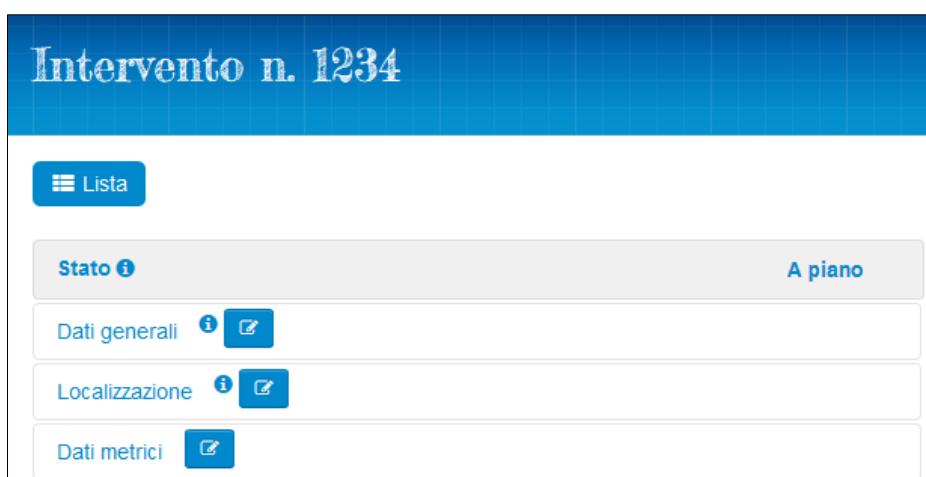 Intervento n. 1234
Lista
Stato A piano
Dati generali
Localizzazione
Dati metrici